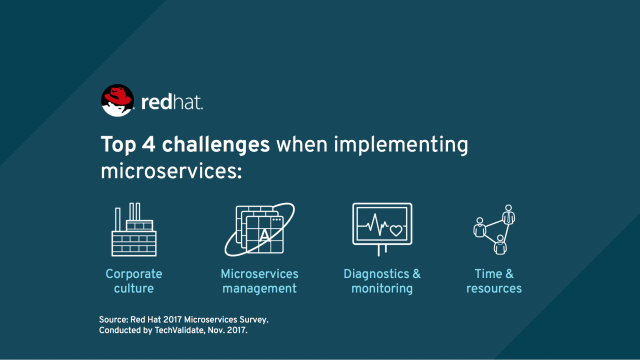 redhat.
Top 4 challenges when implementing
microservices:
A
Corporate
culture
Microservices
management
Diagnostics &
monitoring
Time &
resources
Source: Red Hat 2017 Microservices Survey.
Conducted by TechValidate, Nov. 2017.